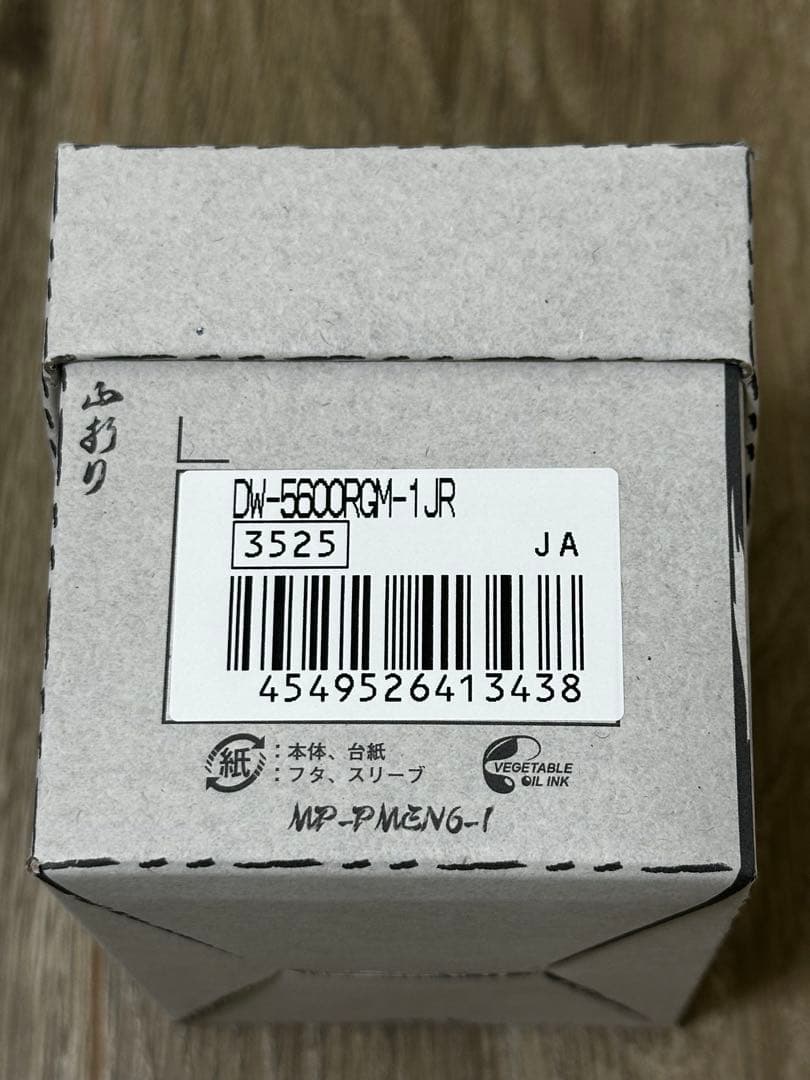 山折り
DW-5600RGM-1JR
3525
JA
4549526413438
紙:本体、台紙
:フタ、スリーブ
VEGETABLE
OIL INK
MP-PMENG-1